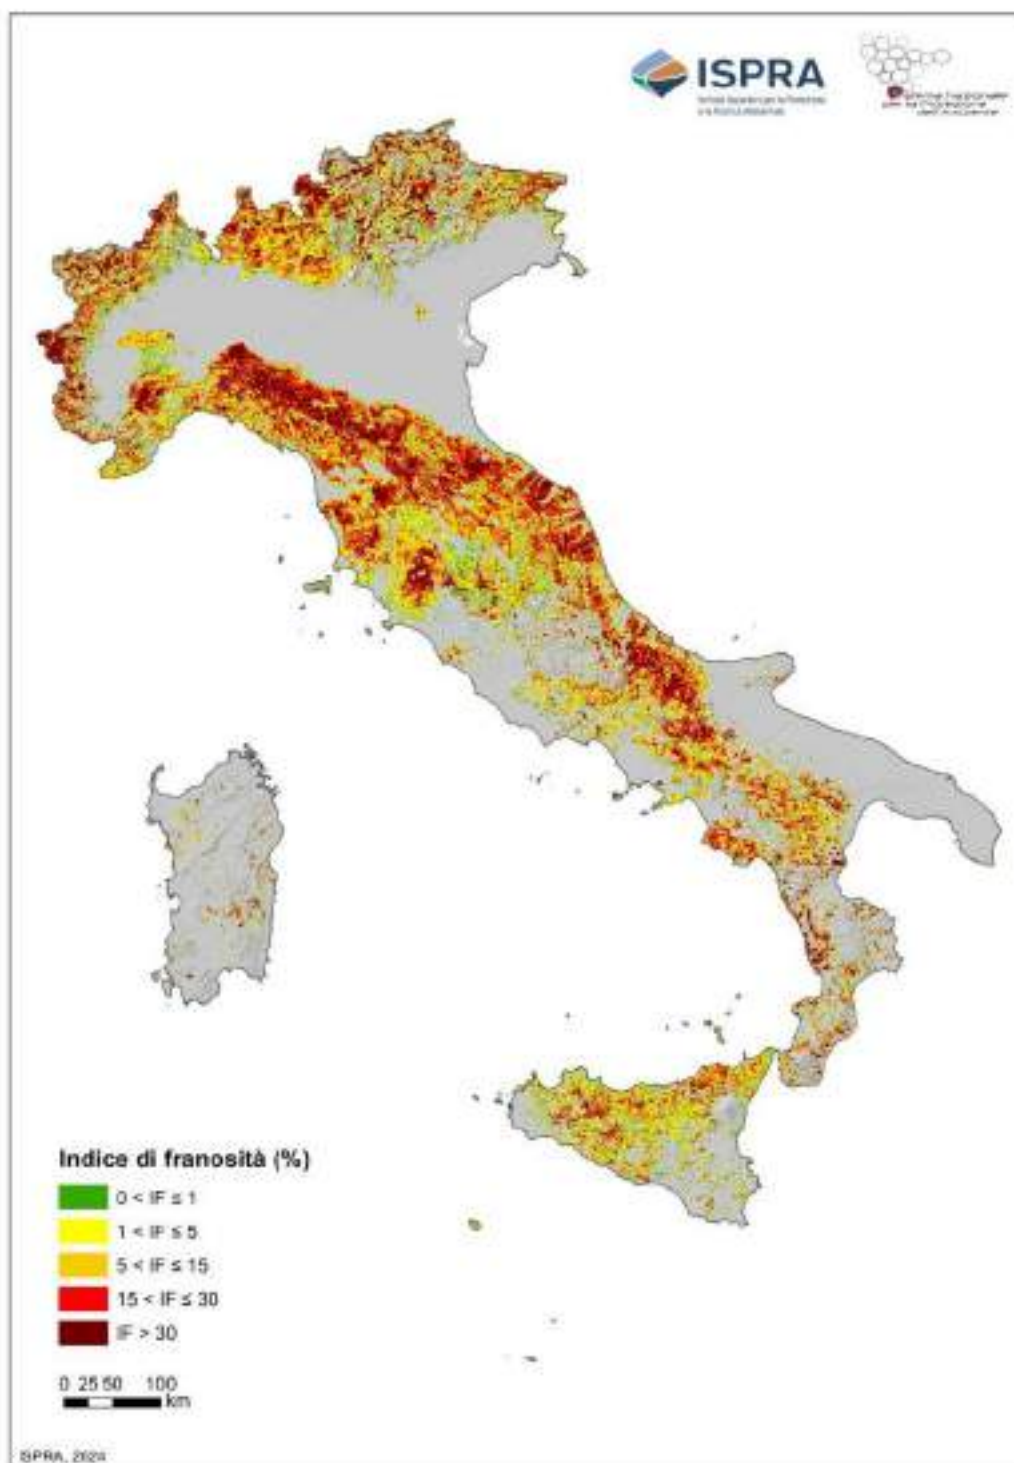 ISPRA
Indice di franosità (%)
0 < IF ≤ 1
1 < IF ≤ 5
5 < IF ≤ 15
15 < IF ≤ 30
IF > 30
0 25 50 100
km
ISPRA, 2024